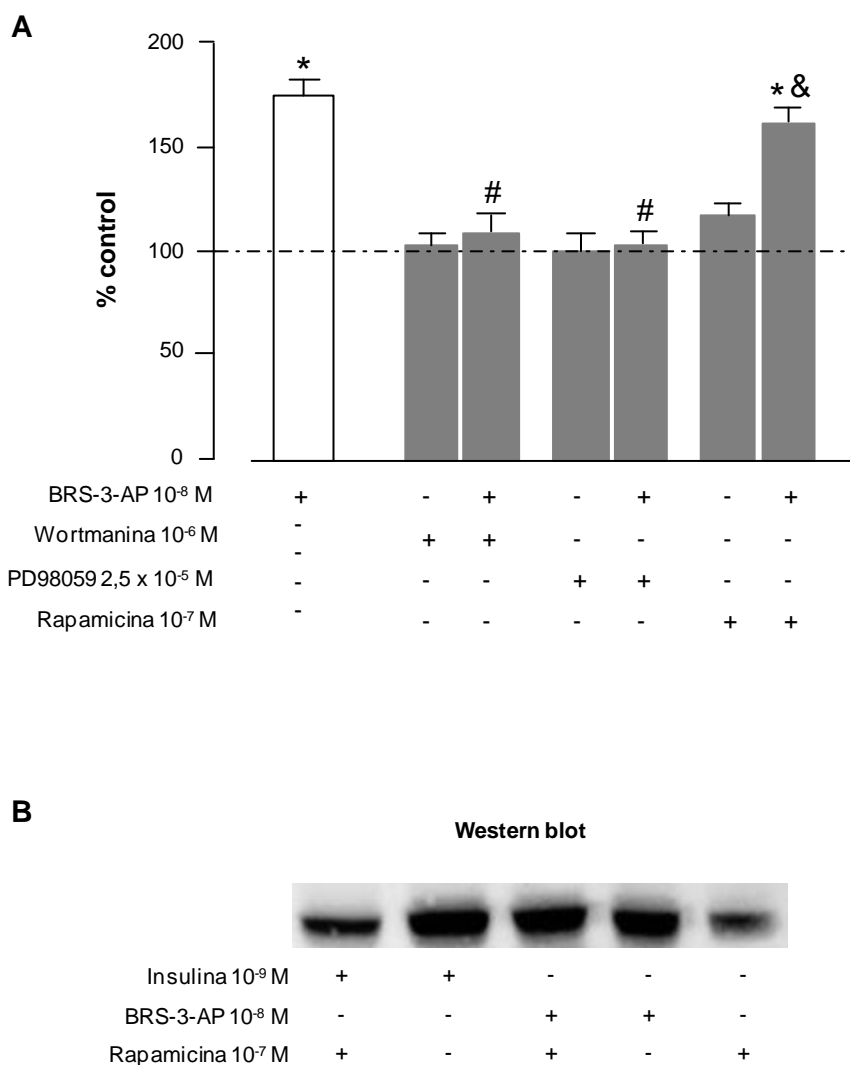 A
200
*
* &
150
#
#
% control
100
50
0
BRS-3-AP 10⁻⁸ M + - + - + - +
Wortmanina 10⁻⁶ M - + + - - - -
-
PD98059 2,5 x 10⁻⁵ M - - - + + - -
Rapamicina 10⁻⁷ M - - - - - + +
B
Western blot
Insulina 10⁻⁹ M + + - - -
BRS-3-AP 10⁻⁸ M - - + + -
Rapamicina 10⁻⁷ M + - + - +